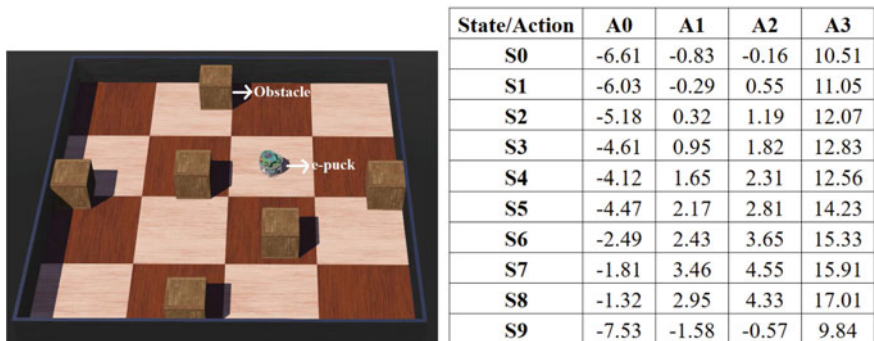 Obstacle
e-puck
State/Action A0 A1 A2 A3
S0 -6.61 -0.83 -0.16 10.51
S1 -6.03 -0.29 0.55 11.05
S2 -5.18 0.32 1.19 12.07
S3 -4.61 0.95 1.82 12.83
S4 -4.12 1.65 2.31 12.56
S5 -4.47 2.17 2.81 14.23
S6 -2.49 2.43 3.65 15.33
S7 -1.81 3.46 4.55 15.91
S8 -1.32 2.95 4.33 17.01
S9 -7.53 -1.58 -0.57 9.84